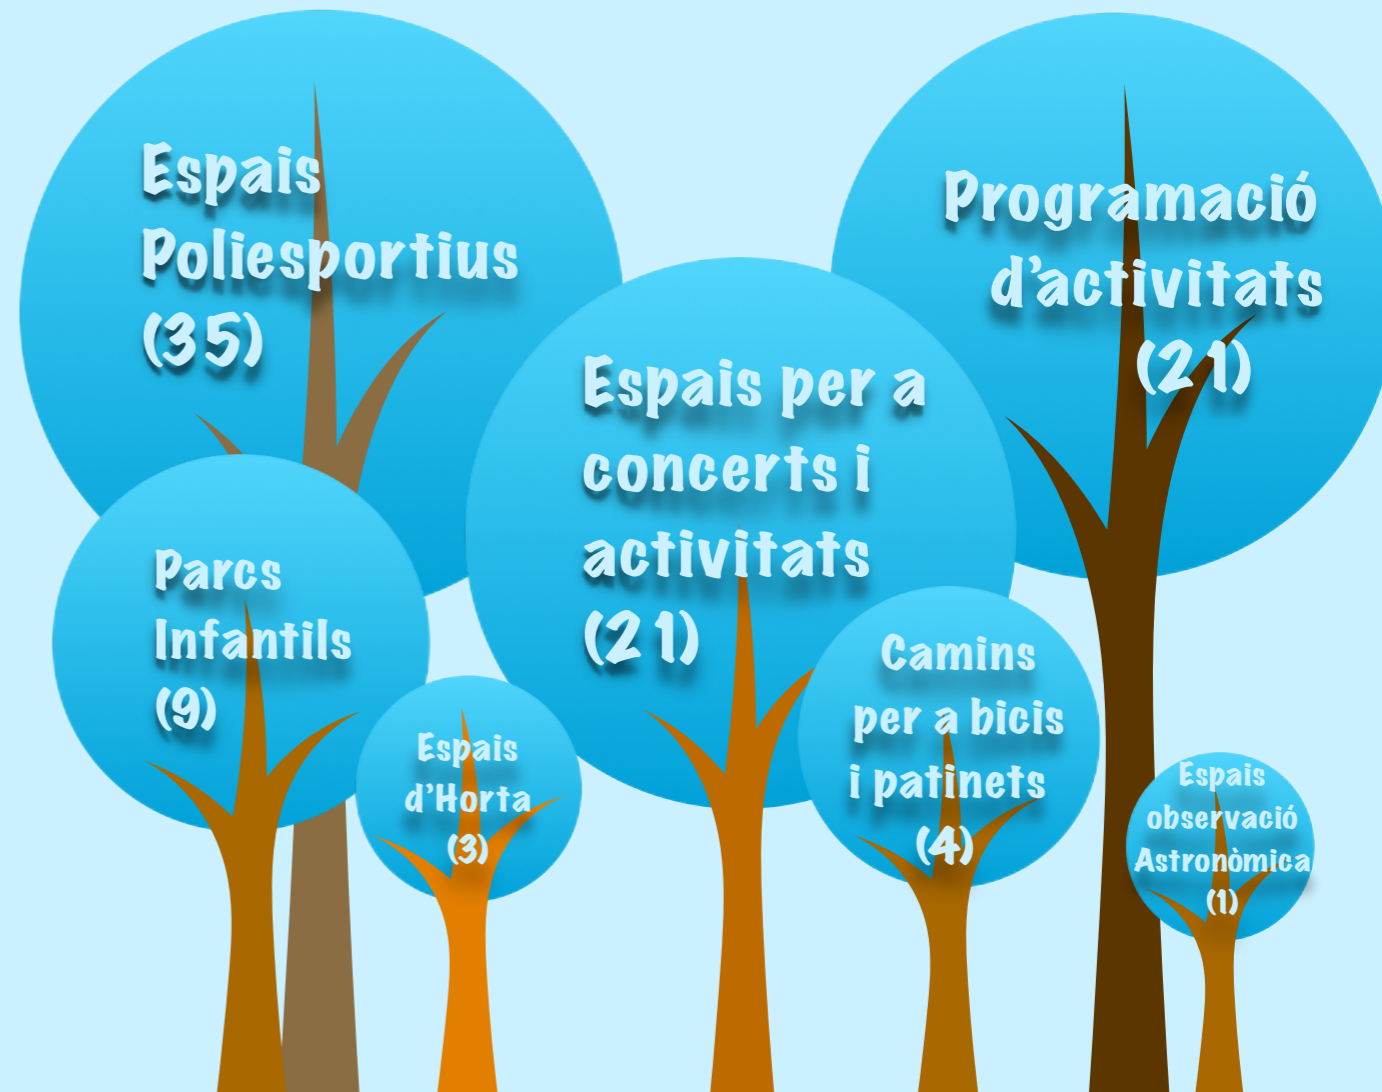 Espais
Poliesportius
(35)
Programació
d’activitats
(21)
Espais per a
concerts i
activitats
(21)
Parcs
Infantils
(9)
Espais
d’Horta
(3)
Camins
per a bicis
i patinets
(4)
Espais
observació
Astronòmica
(1)